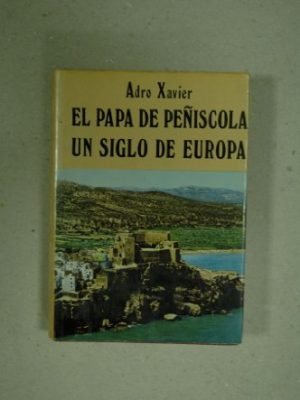 Adro Xavier
EL PAPA DE PEÑISCOLA
UN SIGLO DE EUROPA